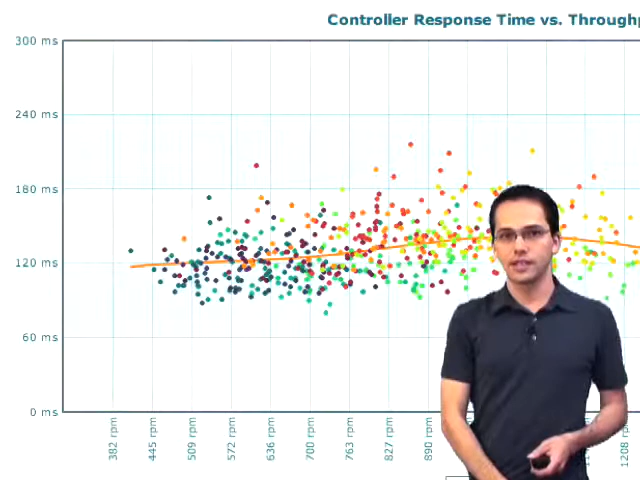 Controller Response Time vs. Throughp
300 ms
240 ms
180 ms
120 ms
60 ms
0 ms
382 rpm
445 rpm
509 rpm
572 rpm
636 rpm
700 rpm
763 rpm
827 rpm
890 rpm
1208 rpm